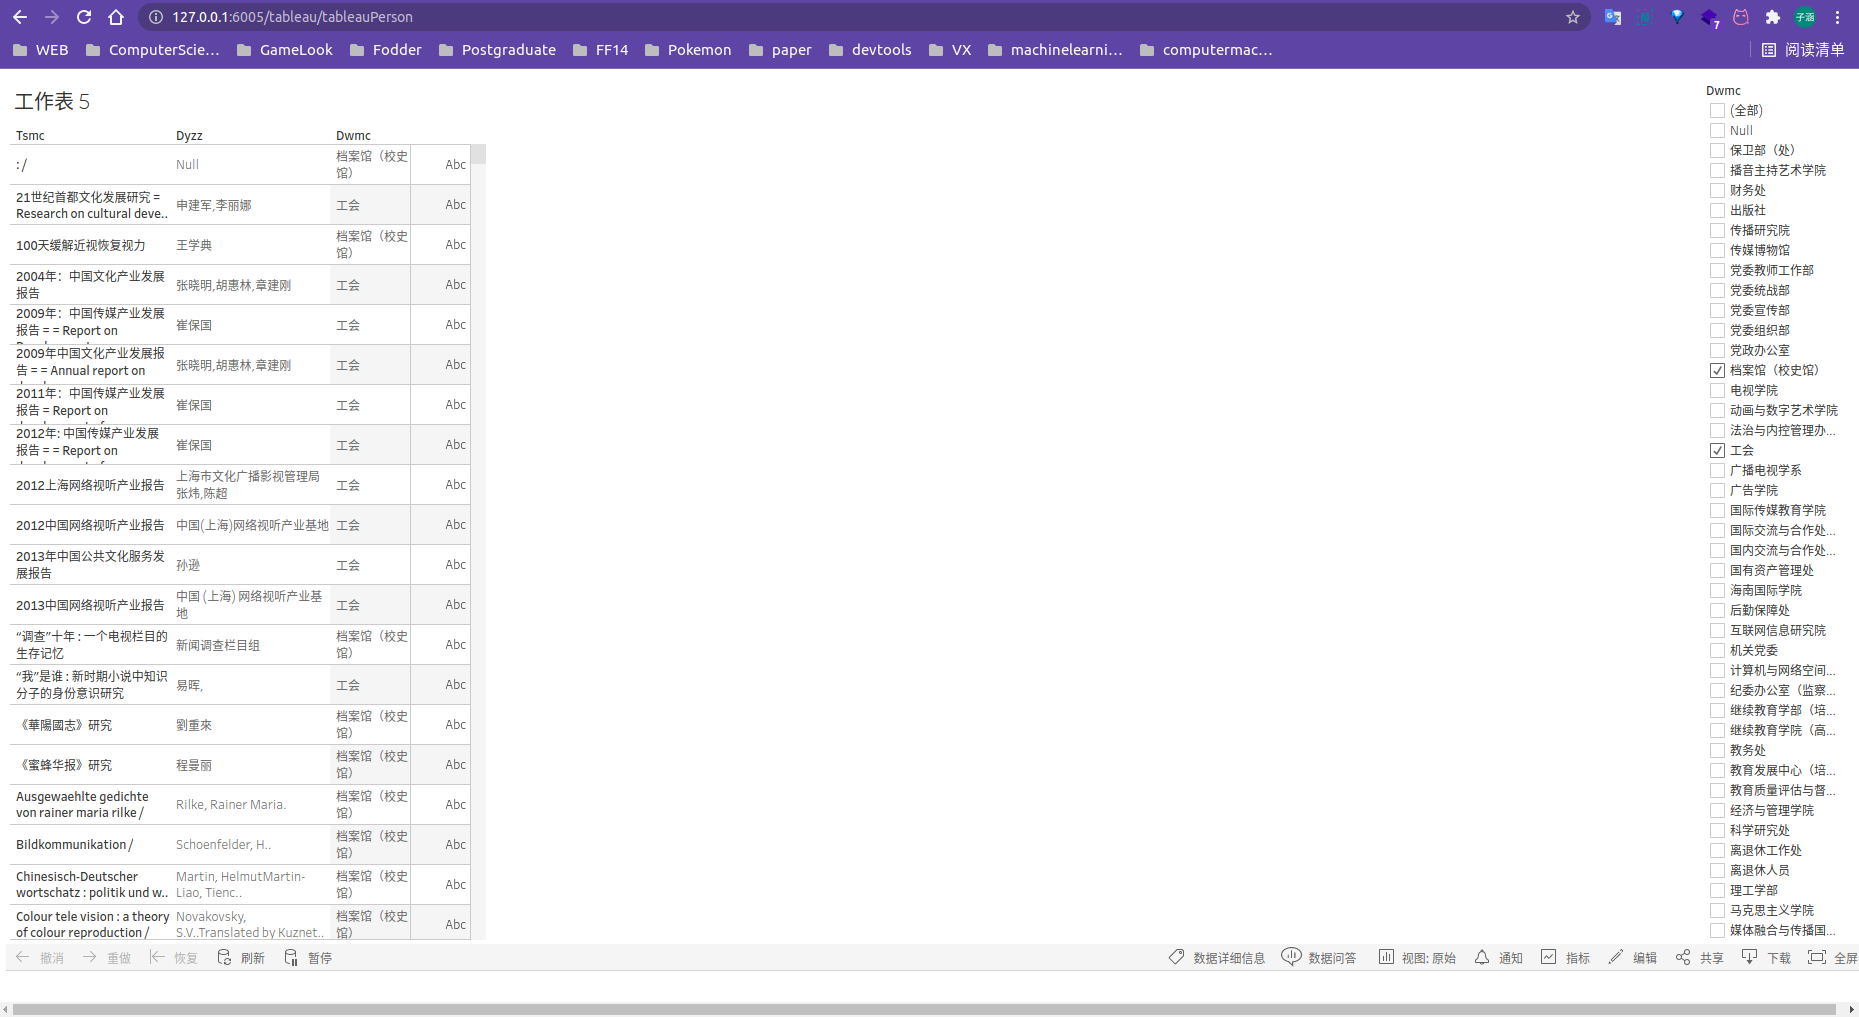 127.0.0.1:6005/tableau/tableauPerson
子涵
7
WEB ComputerScie... GameLook Fodder Postgraduate FF14 Pokemon paper devtools VX machinelearni... computermac... 阅读清单
工作表 5
Tsmc Dyzz Dwmc
: / Null 档案馆（校史馆） Abc
21世纪首都文化发展研究 = Research on cultural deve.. 申建军,李丽娜 工会 Abc
100天缓解近视恢复视力 王学典 档案馆（校史馆） Abc
2004年：中国文化产业发展报告 张晓明,胡惠林,章建刚 工会 Abc
2009年：中国传媒产业发展报告 = = Report on 崔保国 工会 Abc
2009年中国文化产业发展报告 = = Annual report on 张晓明,胡惠林,章建刚 工会 Abc
2011年：中国传媒产业发展报告 = Report on 崔保国 工会 Abc
2012年: 中国传媒产业发展报告 = = Report on 崔保国 工会 Abc
2012上海网络视听产业报告 上海市文化广播影视管理局张炜,陈超 工会 Abc
2012中国网络视听产业报告 中国(上海)网络视听产业基地 工会 Abc
2013年中国公共文化服务发展报告 孙逊 工会 Abc
2013中国网络视听产业报告 中国 (上海) 网络视听产业基地 工会 Abc
“调查”十年 : 一个电视栏目的生存记忆 新闻调查栏目组 档案馆（校史馆） Abc
“我”是谁 : 新时期小说中知识分子的身份意识研究 易晖, 工会 Abc
《華陽國志》研究 劉重來 档案馆（校史馆） Abc
《蜜蜂华报》研究 程曼丽 档案馆（校史馆） Abc
Ausgewaehlte gedichte von rainer maria rilke / Rilke, Rainer Maria. 档案馆（校史馆） Abc
Bildkommunikation / Schoenfelder, H.. 档案馆（校史馆） Abc
Chinesisch-Deutscher wortschatz : politik und w.. Martin, HelmutMartin-Liao, Tienc.. 档案馆（校史馆） Abc
Colour tele vision : a theory of colour reproduction / Novakovsky, S.V..Translated by Kuznet.. 档案馆（校史馆） Abc
Dwmc
(全部)
Null
保卫部（处）
播音主持艺术学院
财务处
出版社
传播研究院
传媒博物馆
党委教师工作部
党委统战部
党委宣传部
党委组织部
党政办公室
档案馆（校史馆）
电视学院
动画与数字艺术学院
法治与内控管理办...
工会
广播电视学系
广告学院
国际传媒教育学院
国际交流与合作处...
国内交流与合作处...
国有资产管理处
海南国际学院
后勤保障处
互联网信息研究院
机关党委
计算机与网络空间...
纪委办公室（监察...
继续教育学部（培...
继续教育学院（高...
教务处
教育发展中心（培...
教育质量评估与督...
经济与管理学院
科学研究处
离退休工作处
离退休人员
理工学部
马克思主义学院
媒体融合与传播国...
撤消 重做 恢复 刷新 暂停 数据详细信息 数据问答 视图: 原始 通知 指标 编辑 共享 下载 全屏